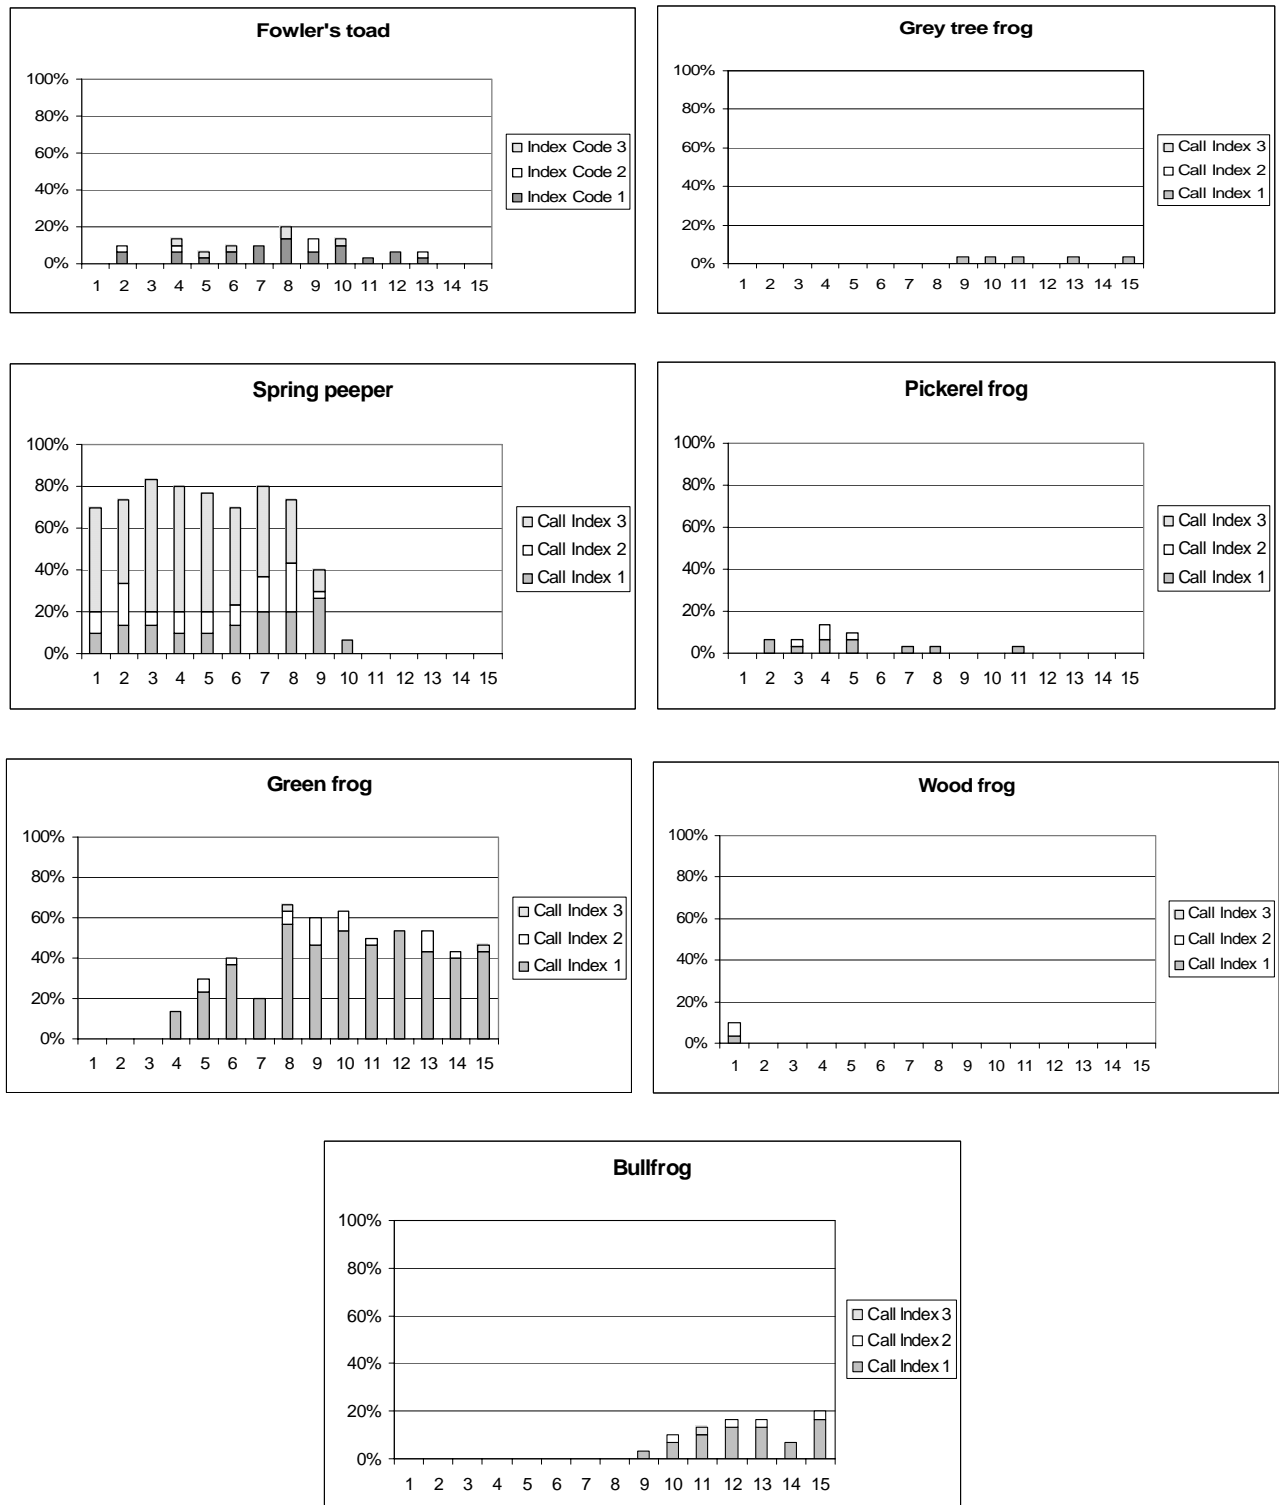 Fowler's toad
100%
80%
60%
40%
20%
0%
1 2 3 4 5 6 7 8 9 10 11 12 13 14 15
Index Code 3
Index Code 2
Index Code 1
Grey tree frog
100%
80%
60%
40%
20%
0%
1 2 3 4 5 6 7 8 9 10 11 12 13 14 15
Call Index 3
Call Index 2
Call Index 1
Spring peeper
100%
80%
60%
40%
20%
0%
1 2 3 4 5 6 7 8 9 10 11 12 13 14 15
Call Index 3
Call Index 2
Call Index 1
Pickerel frog
100%
80%
60%
40%
20%
0%
1 2 3 4 5 6 7 8 9 10 11 12 13 14 15
Call Index 3
Call Index 2
Call Index 1
Green frog
100%
80%
60%
40%
20%
0%
1 2 3 4 5 6 7 8 9 10 11 12 13 14 15
Call Index 3
Call Index 2
Call Index 1
Wood frog
100%
80%
60%
40%
20%
0%
1 2 3 4 5 6 7 8 9 10 11 12 13 14 15
Call Index 3
Call Index 2
Call Index 1
Bullfrog
100%
80%
60%
40%
20%
0%
1 2 3 4 5 6 7 8 9 10 11 12 13 14 15
Call Index 3
Call Index 2
Call Index 1